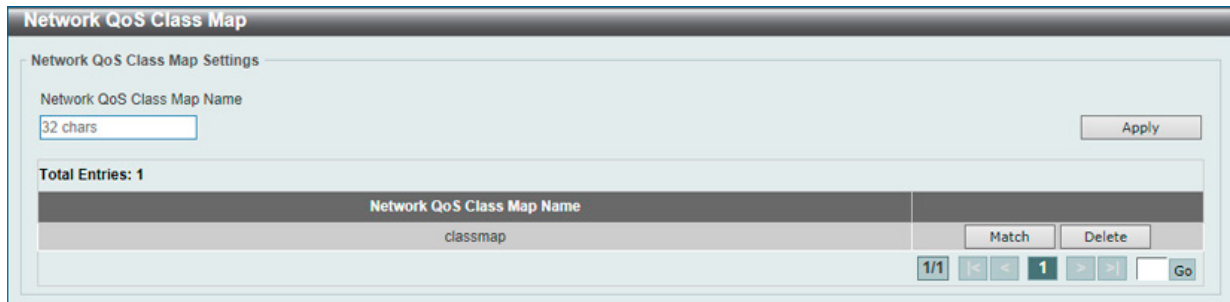 Network QoS Class Map
Network QoS Class Map Settings
Network QoS Class Map Name
32 chars
Apply
Total Entries: 1
Network QoS Class Map Name
classmap Match Delete
1/1 |< < 1 > >| Go